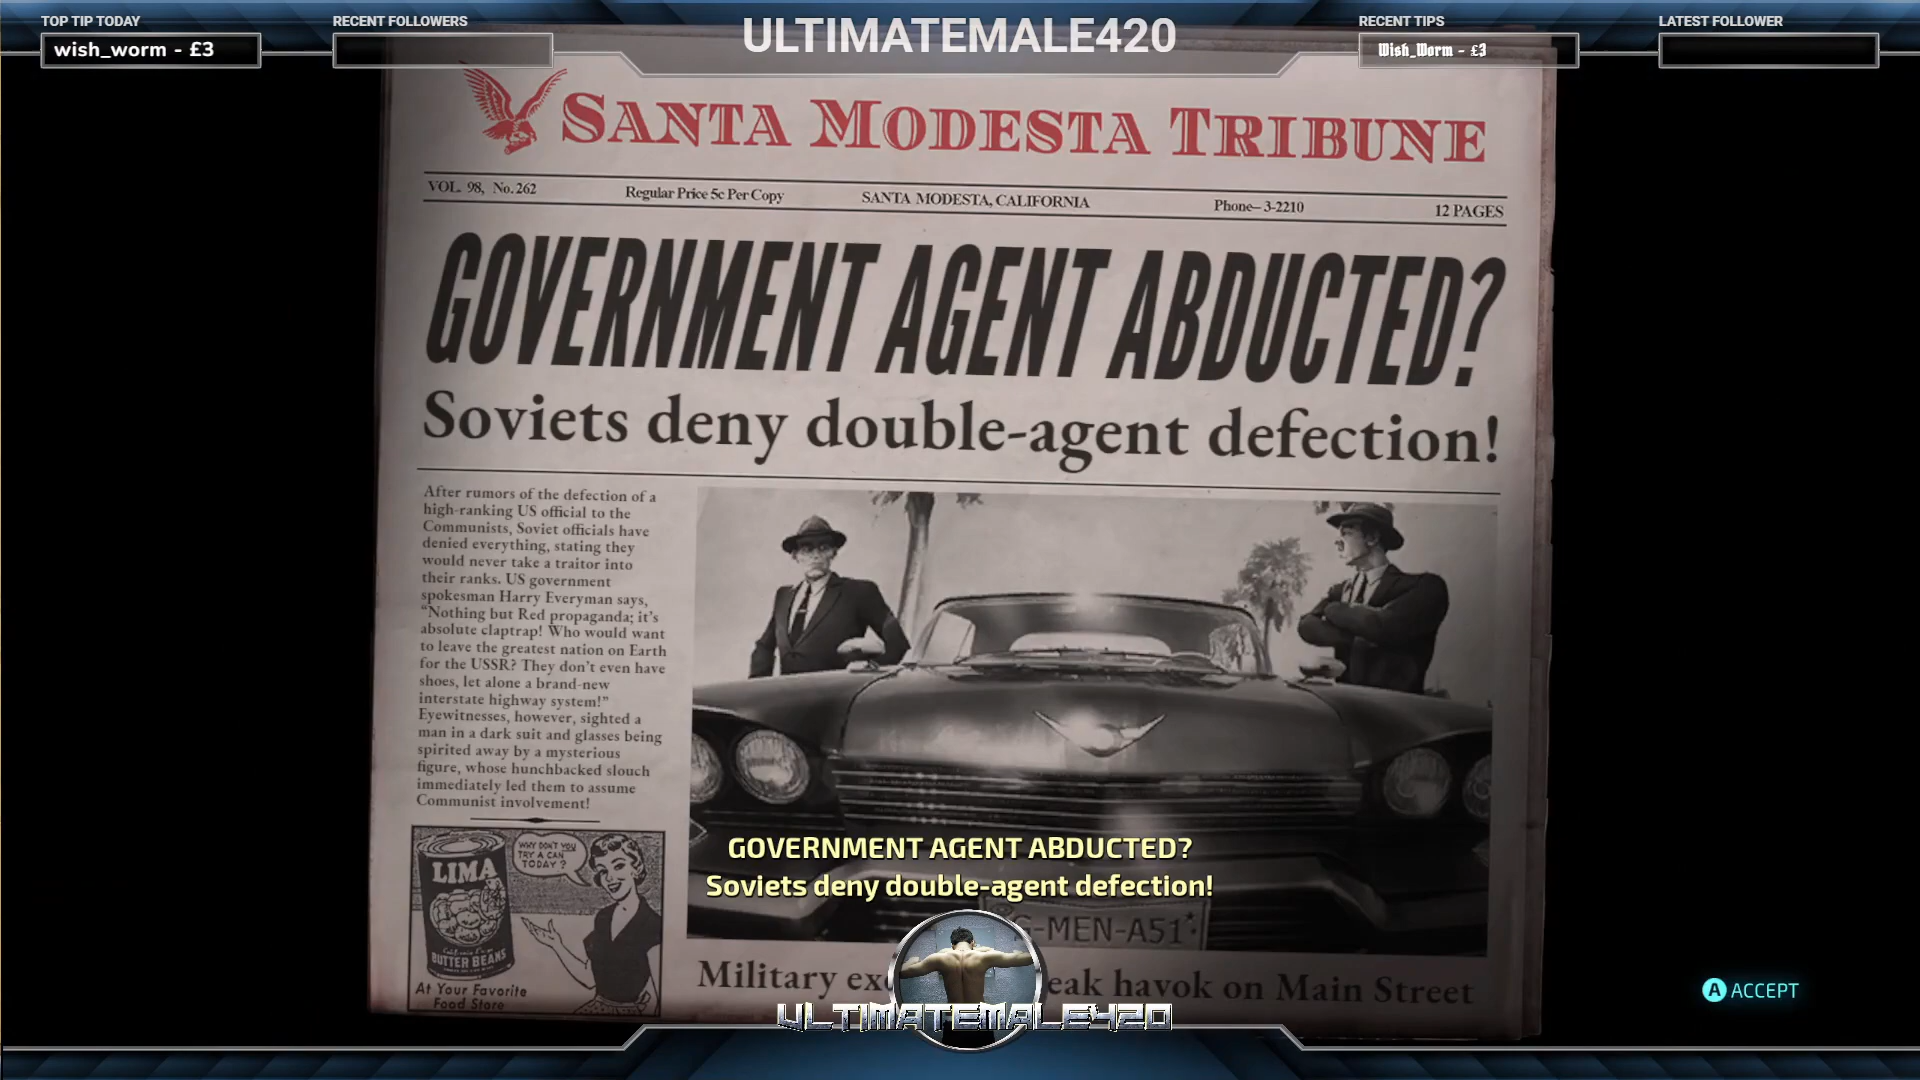 TOP TIP TODAY
wish_worm - £3
RECENT FOLLOWERS
ULTIMATEMALE420
RECENT TIPS
Wish_Worm - £3
LATEST FOLLOWER
SANTA MODESTA TRIBUNE
VOL. 98, No. 262
Regular Price 5c Per Copy
SANTA MODESTA, CALIFORNIA
Phone– 3-2210
12 PAGES
GOVERNMENT AGENT ABDUCTED?
Soviets deny double-agent defection!
After rumors of the defection of a
high-ranking US official to the
Communists, Soviet officials have
denied everything, stating they
would never take a traitor into
their ranks. US government
spokesman Harry Everyman says,
“Nothing but Red propaganda; it’s
absolute claptrap! Who would want
to leave the greatest nation on Earth
for the USSR? They don’t even have
shoes, let alone a brand-new
interstate highway system!”
Eyewitnesses, however, sighted a
man in a dark suit and glasses being
spirited away by a mysterious
figure, whose hunchbacked slouch
immediately led them to assume
Communist involvement!
WHY DON'T YOU
TRY A CAN
TODAY?
LIMA
BUTTER BEANS
At Your Favorite
Food Store
GOVERNMENT AGENT ABDUCTED?
Soviets deny double-agent defection!
-MEN-A51
Military
havok on Main Street
ULTIMATEMALE420
A ACCEPT